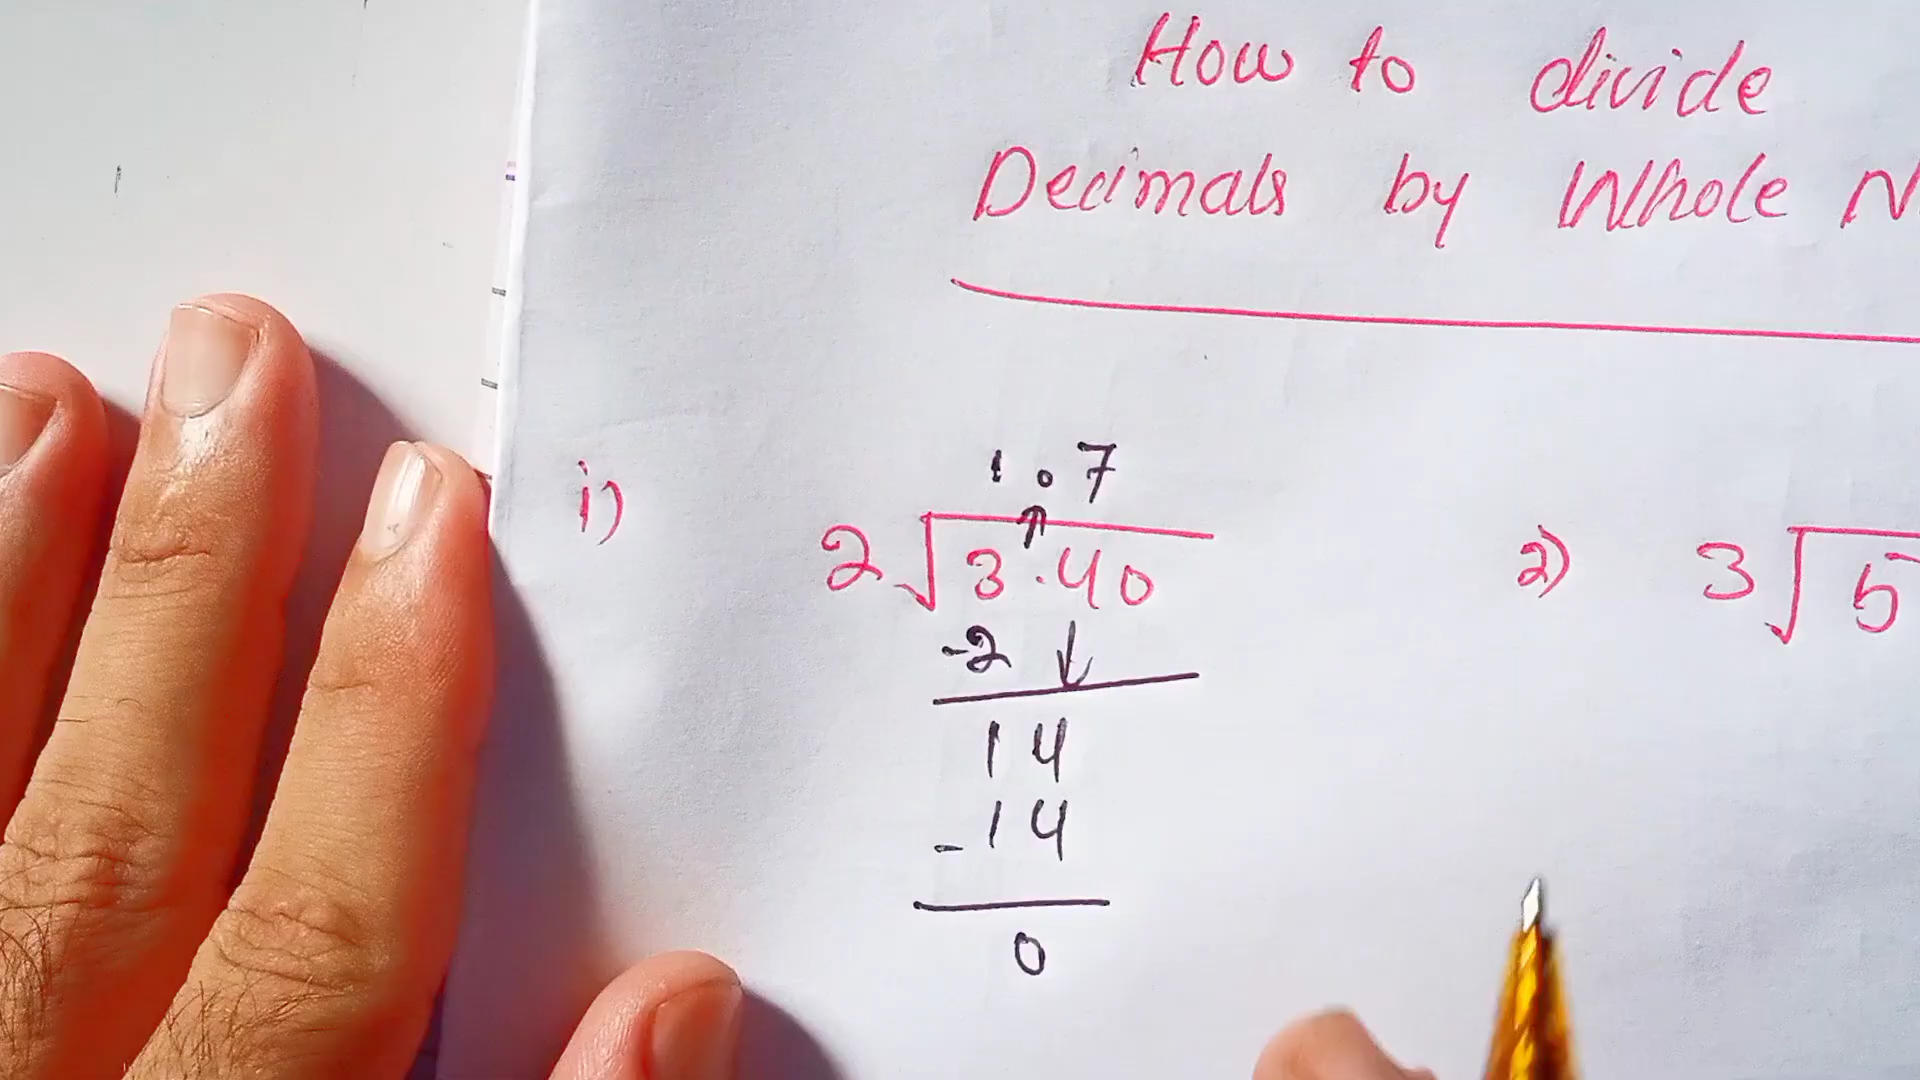 How to divide
Decimals by Whole N
i)
1.7
2√3.40
-2↓
14
-14
0
2) 3√5